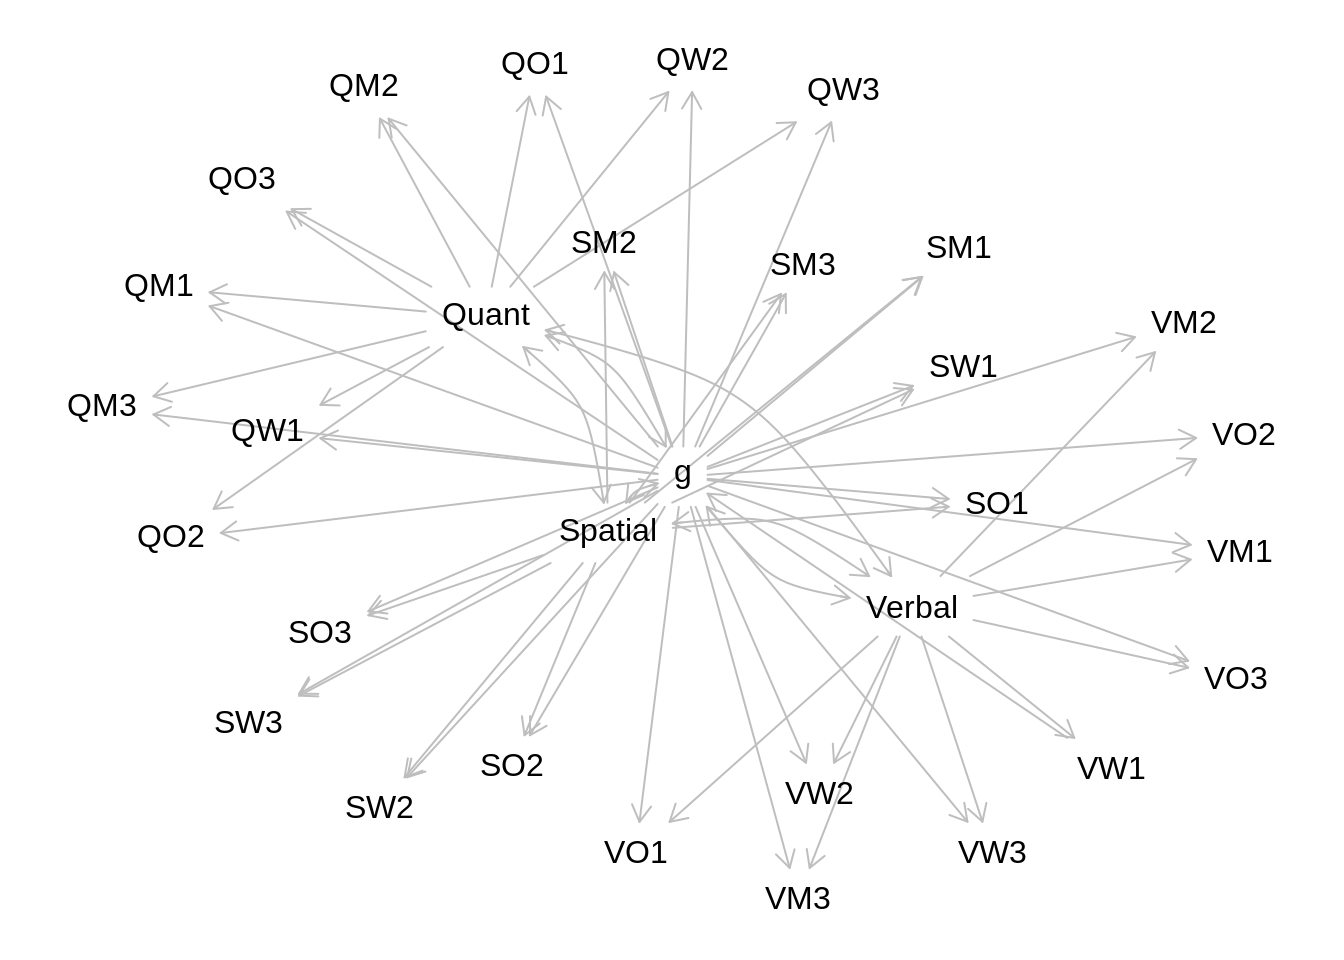 QW2
QO1
QM2
QW3
QO3
SM2
SM1
SM3
QM1
Quant
VM2
SW1
QM3
QW1
VO2
g
SO1
Spatial
QO2
VM1
Verbal
SO3
VO3
SW3
SO2
VW1
VW2
SW2
VO1
VW3
VM3